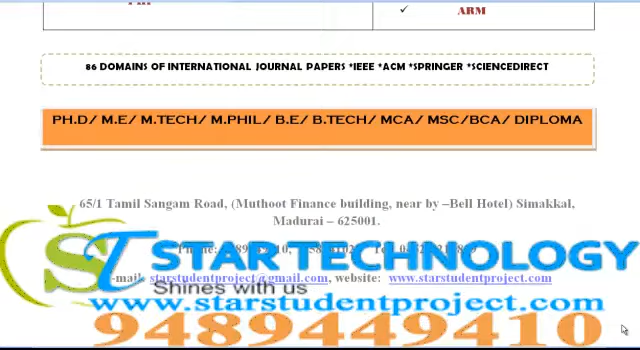 ✓ ARM
86 DOMAINS OF INTERNATIONAL JOURNAL PAPERS *IEEE *ACM *SPRINGER *SCIENCEDIRECT
PH.D/ M.E/ M.TECH/ M.PHIL/ B.E/ B.TECH/ MCA/ MSC/BCA/ DIPLOMA
65/1 Tamil Sangam Road, (Muthoot Finance building, near by –Bell Hotel) Simakkal,
Madurai – 625001.
STAR TECHNOLOGY
starstudentproject@gmail.com, website: www.starstudentproject.com
Shines with us
www.starstudentproject.com
9489449410